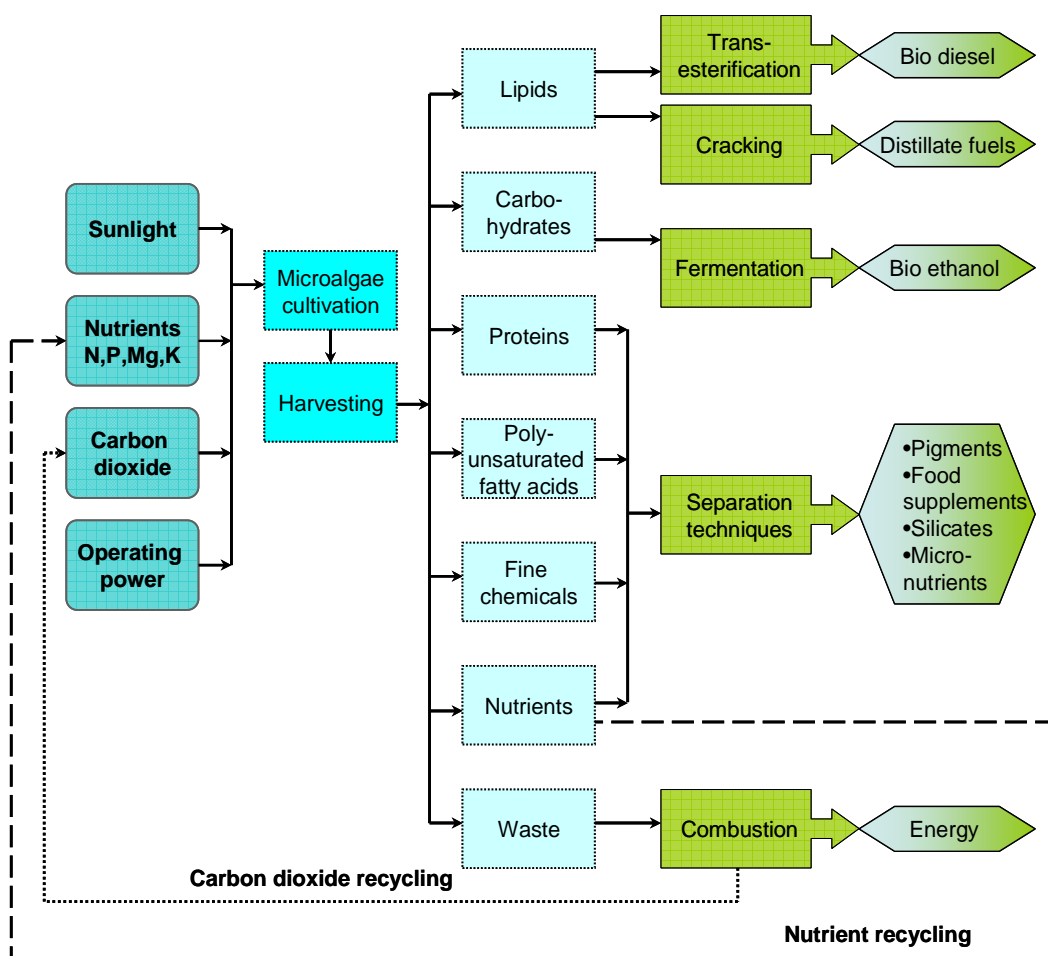 Sunlight
Nutrients
N,P,Mg,K
Carbon
dioxide
Operating
power
Microalgae
cultivation
Harvesting
Lipids
Carbo-
hydrates
Proteins
Poly-
unsaturated
fatty acids
Fine
chemicals
Nutrients
Waste
Trans-
esterification
Cracking
Fermentation
Separation
techniques
Combustion
Bio diesel
Distillate fuels
Bio ethanol
•Pigments
•Food
supplements
•Silicates
•Micro-
nutrients
Energy
Carbon dioxide recycling
Nutrient recycling